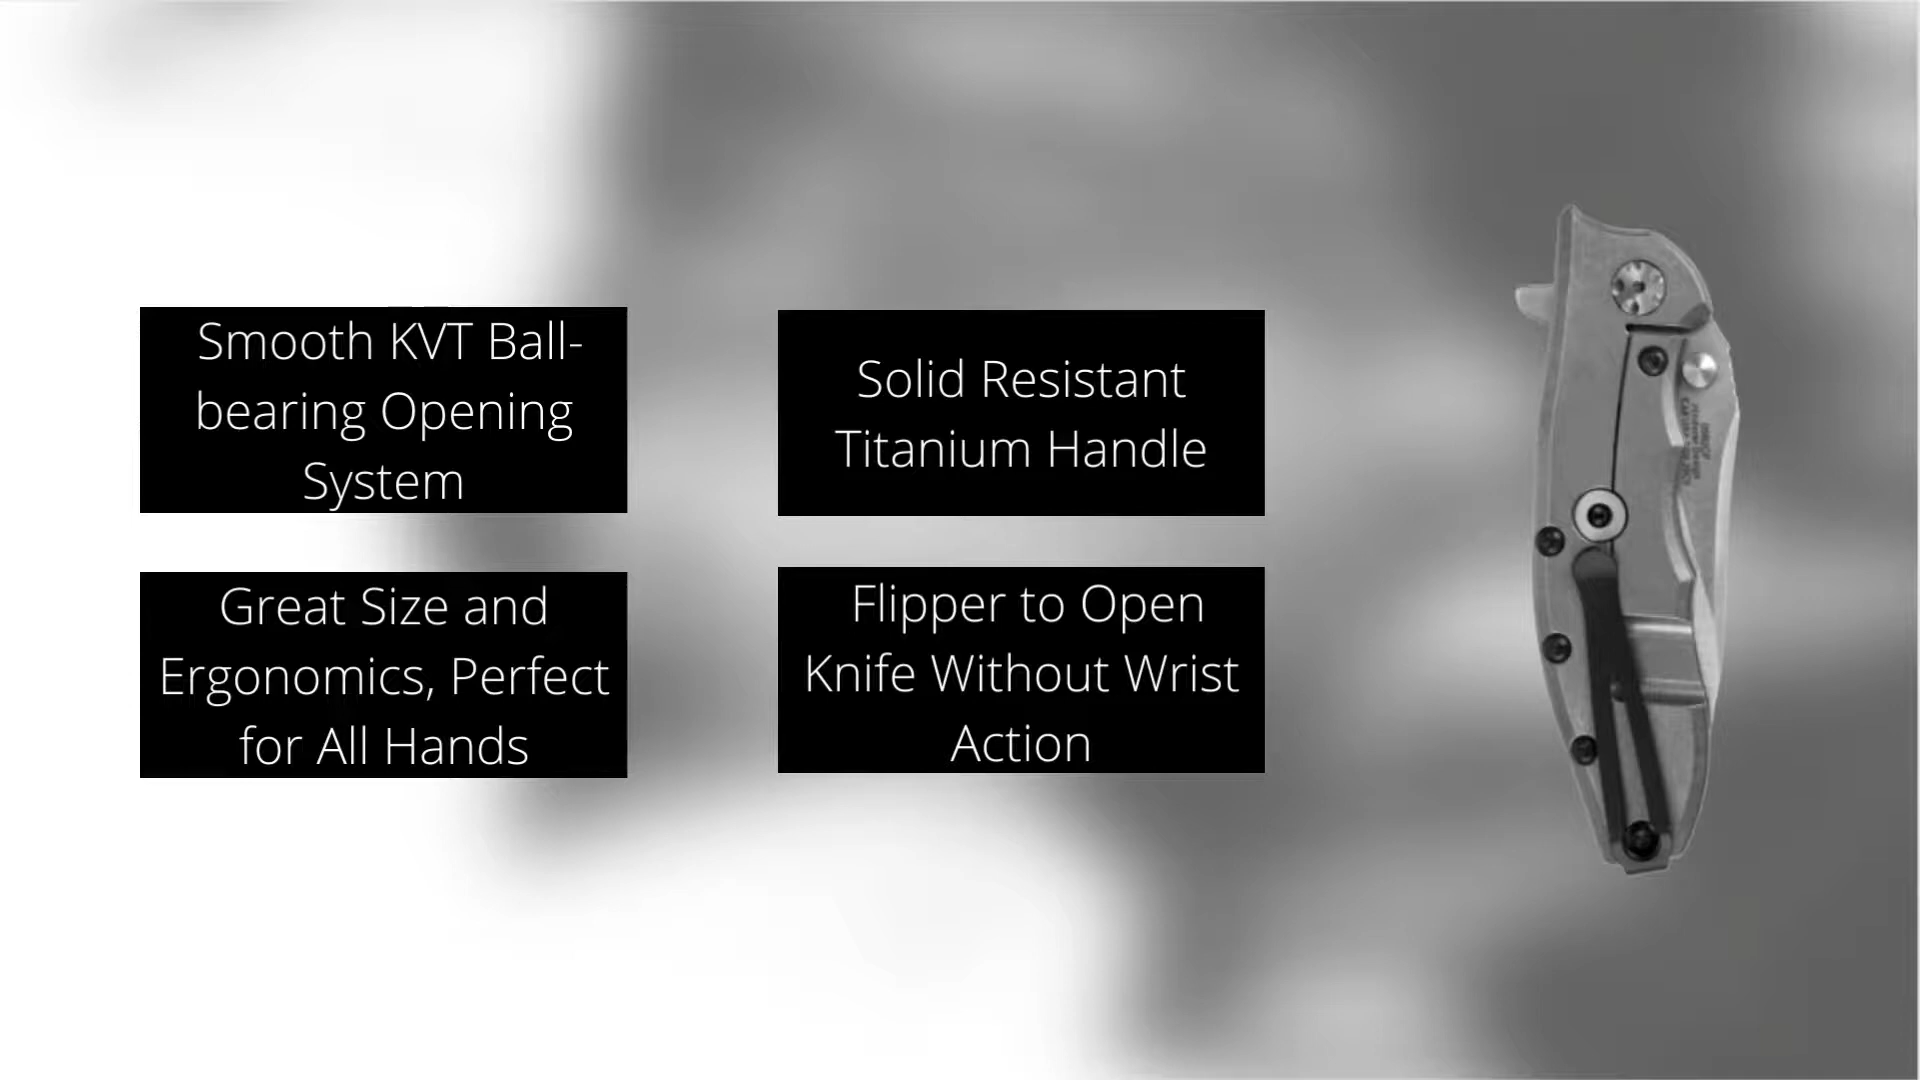 Smooth KVT Ball-
bearing Opening
System
Solid Resistant
Titanium Handle
Great Size and
Ergonomics, Perfect
for All Hands
Flipper to Open
Knife Without Wrist
Action